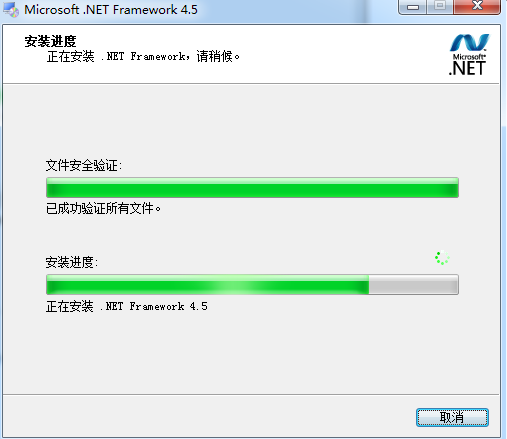 Microsoft .NET Framework 4.5
安装进度
正在安装 .NET Framework，请稍候。
Microsoft®
.NET
文件安全验证:
已成功验证所有文件。
安装进度:
正在安装 .NET Framework 4.5
取消